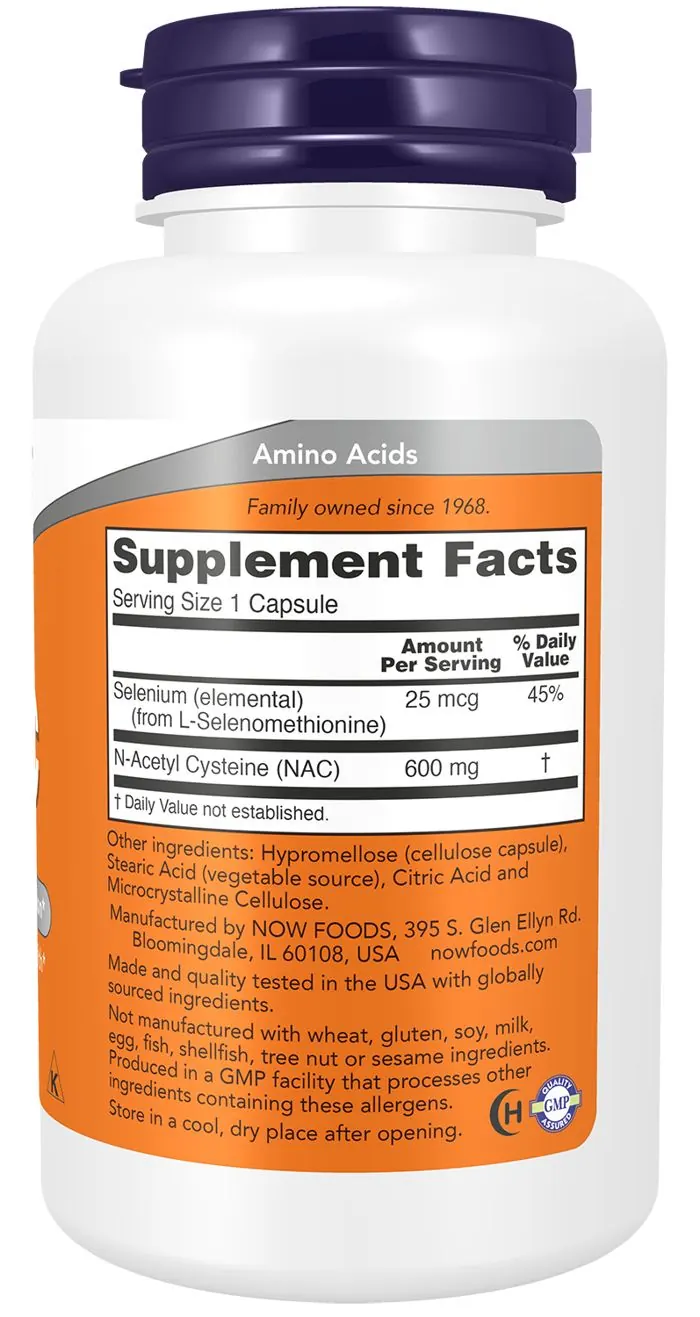 Amino Acids
Family owned since 1968.
Supplement Facts
Serving Size 1 Capsule
Amount Per Serving
% Daily Value
Selenium (elemental) 25 mcg 45%
(from L-Selenomethionine)
N-Acetyl Cysteine (NAC) 600 mg †
† Daily Value not established.
Other ingredients: Hypromellose (cellulose capsule),
Stearic Acid (vegetable source), Citric Acid and
Microcrystalline Cellulose.
Manufactured by NOW FOODS, 395 S. Glen Ellyn Rd.
Bloomingdale, IL 60108, USA nowfoods.com
Made and quality tested in the USA with globally
sourced ingredients.
Not manufactured with wheat, gluten, soy, milk,
egg, fish, shellfish, tree nut or sesame ingredients.
Produced in a GMP facility that processes other
ingredients containing these allergens.
Store in a cool, dry place after opening.
K
H
QUALITY
GMP
ASSURED